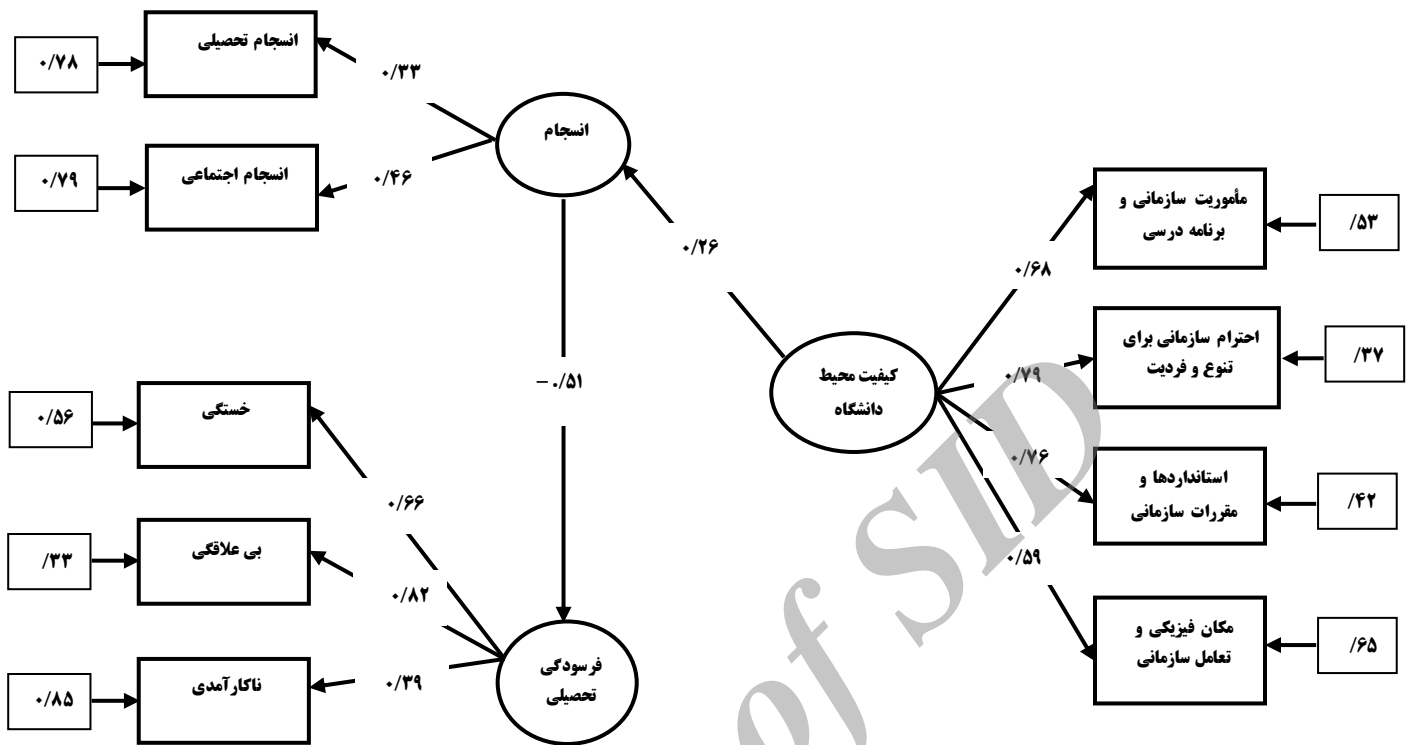 انسجام تحصیلی
۰/۷۸
۰/۳۳
انسجام
انسجام اجتماعی
۰/۷۹
۰/۴۶
مأموریت سازمانی و
برنامه درسی
/۵۳
۰/۲۶
۰/۶۸
احترام سازمانی برای
تنوع و فردیت
/۳۷
کیفیت محیط
دانشگاه
۰/۷۹
-۰/۵۱
خستگی
۰/۵۶
۰/۷۶
استانداردها و
مقررات سازمانی
/۴۲
۰/۶۶
بی علاقگی
/۳۳
۰/۵۹
۰/۸۲
مکان فیزیکی و
تعامل سازمانی
/۶۵
فرسودگی
تحصیلی
ناکارآمدی
۰/۸۵
۰/۳۹
of SID